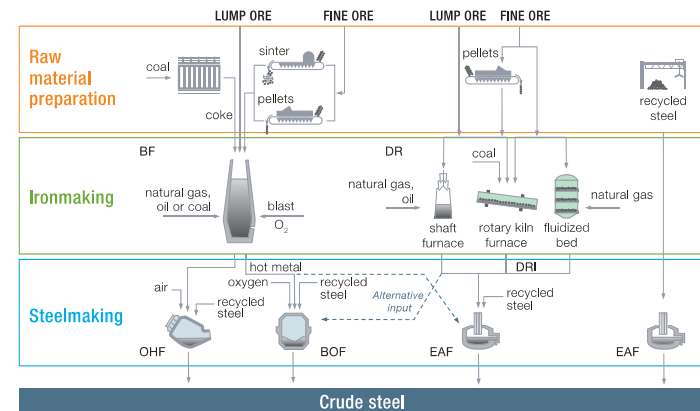 LUMP ORE
FINE ORE
LUMP ORE
FINE ORE
Raw
material
preparation
coal
sinter
pellets
coke
pellets
recycled
steel
Ironmaking
BF
natural gas,
oil or coal
blast
O2
DR
coal
natural gas,
oil
shaft
furnace
rotary kiln
furnace
fluidized
bed
natural gas
Steelmaking
hot metal
air
recycled
steel
oxygen
recycled
steel
Alternative
input
DRI
recycled
steel
OHF
BOF
EAF
EAF
Crude steel